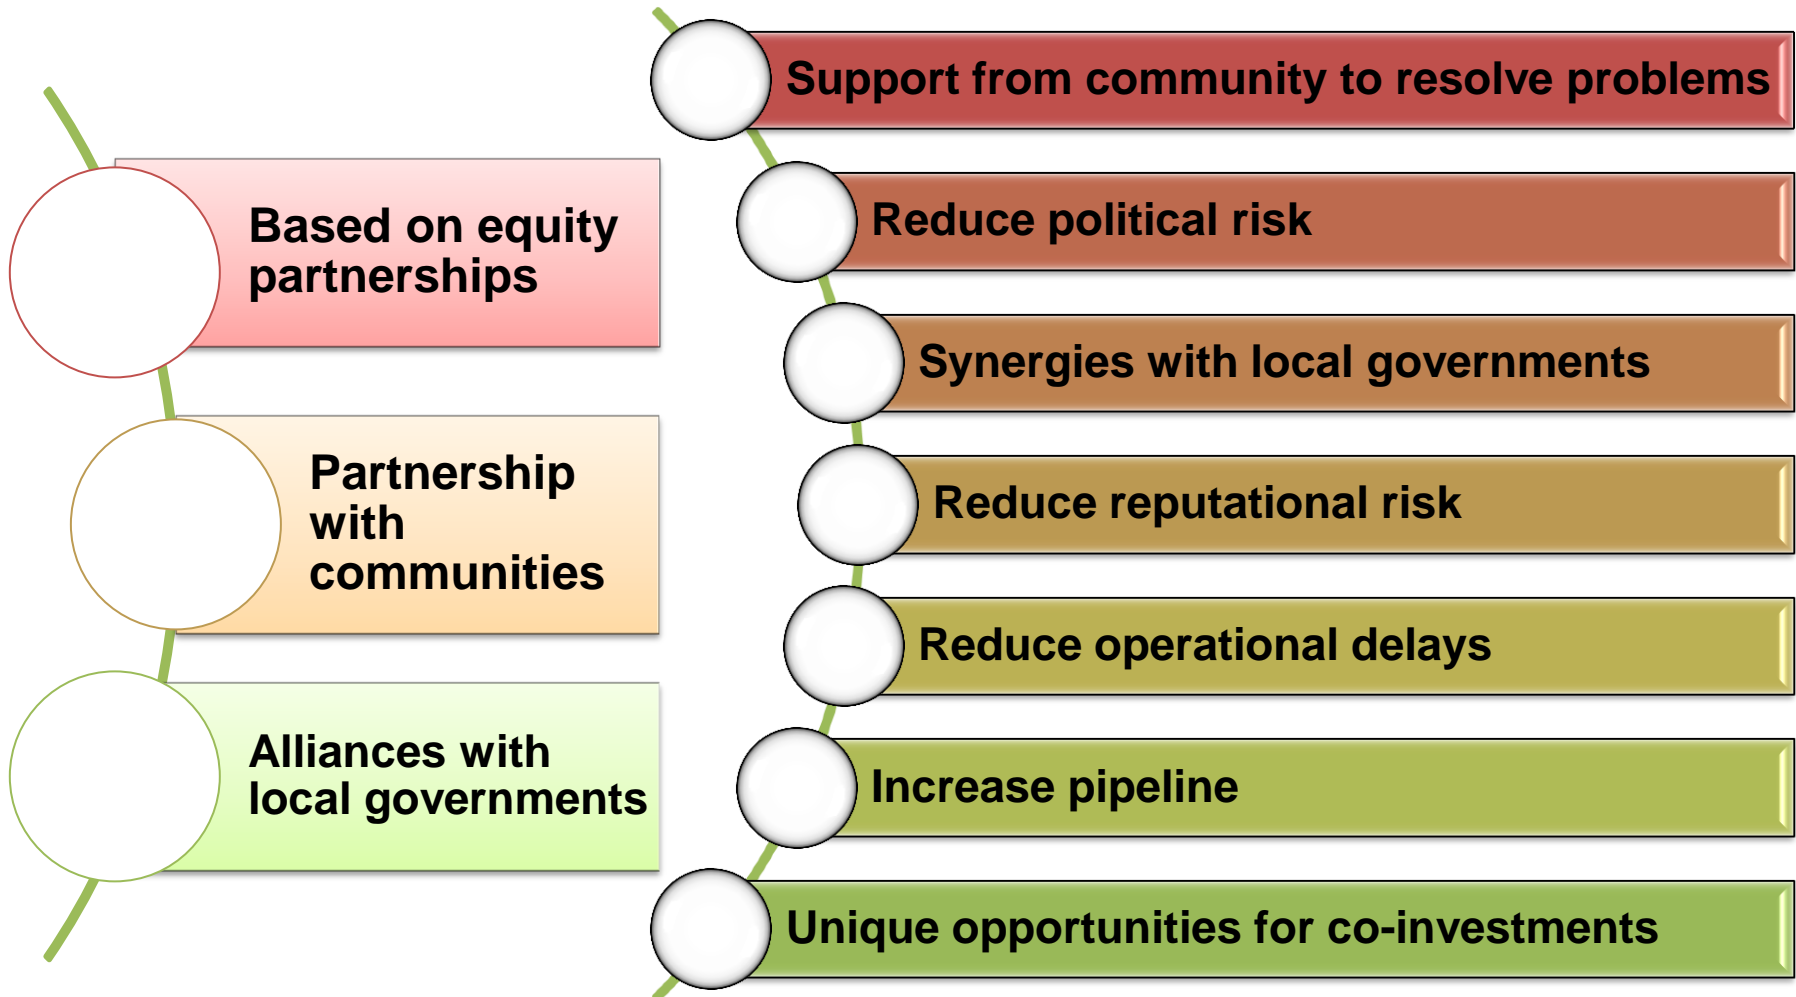 Based on equity
partnerships
Partnership
with
communities
Alliances with
local governments
Support from community to resolve problems
Reduce political risk
Synergies with local governments
Reduce reputational risk
Reduce operational delays
Increase pipeline
Unique opportunities for co-investments